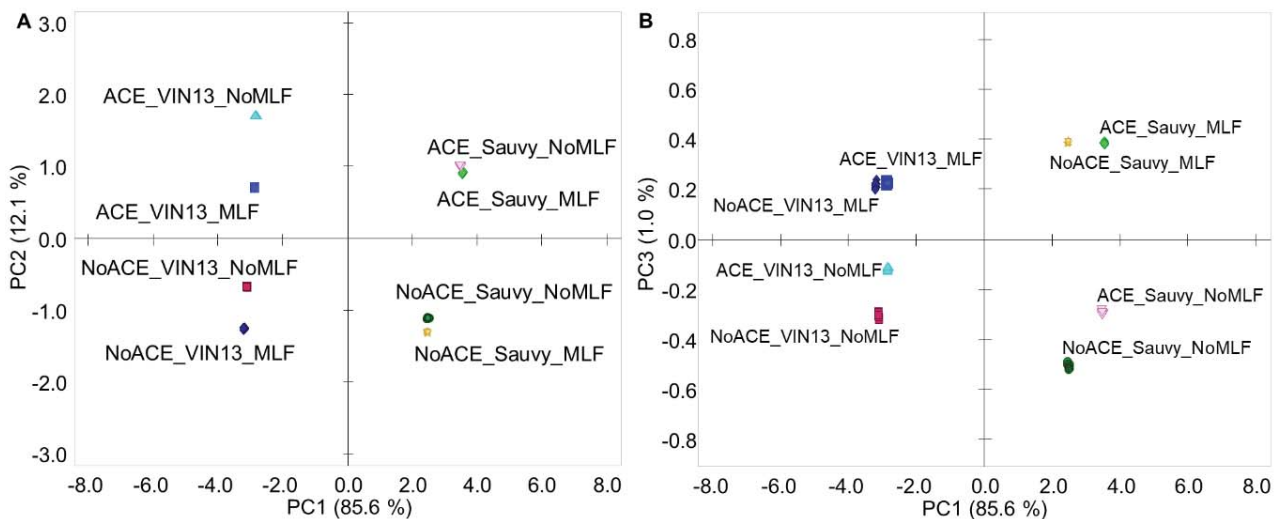 A
3.0
2.0
1.0
0.0
-1.0
-2.0
-3.0
PC2 (12.1 %)
ACE_VIN13_NoMLF
ACE_Sauvy_NoMLF
ACE_Sauvy_MLF
ACE_VIN13_MLF
NoACE_VIN13_NoMLF
NoACE_Sauvy_NoMLF
NoACE_VIN13_MLF
NoACE_Sauvy_MLF
-8.0 -6.0 -4.0 -2.0 0.0 2.0 4.0 6.0 8.0
PC1 (85.6 %)
B
0.8
0.6
0.4
0.2
0.0
-0.2
-0.4
-0.6
-0.8
PC3 (1.0 %)
ACE_Sauvy_MLF
ACE_VIN13_MLF
NoACE_Sauvy_MLF
NoACE_VIN13_MLF
ACE_VIN13_NoMLF
ACE_Sauvy_NoMLF
NoACE_VIN13_NoMLF
NoACE_Sauvy_NoMLF
-8.0 -6.0 -4.0 -2.0 0.0 2.0 4.0 6.0 8.0
PC1 (85.6 %)